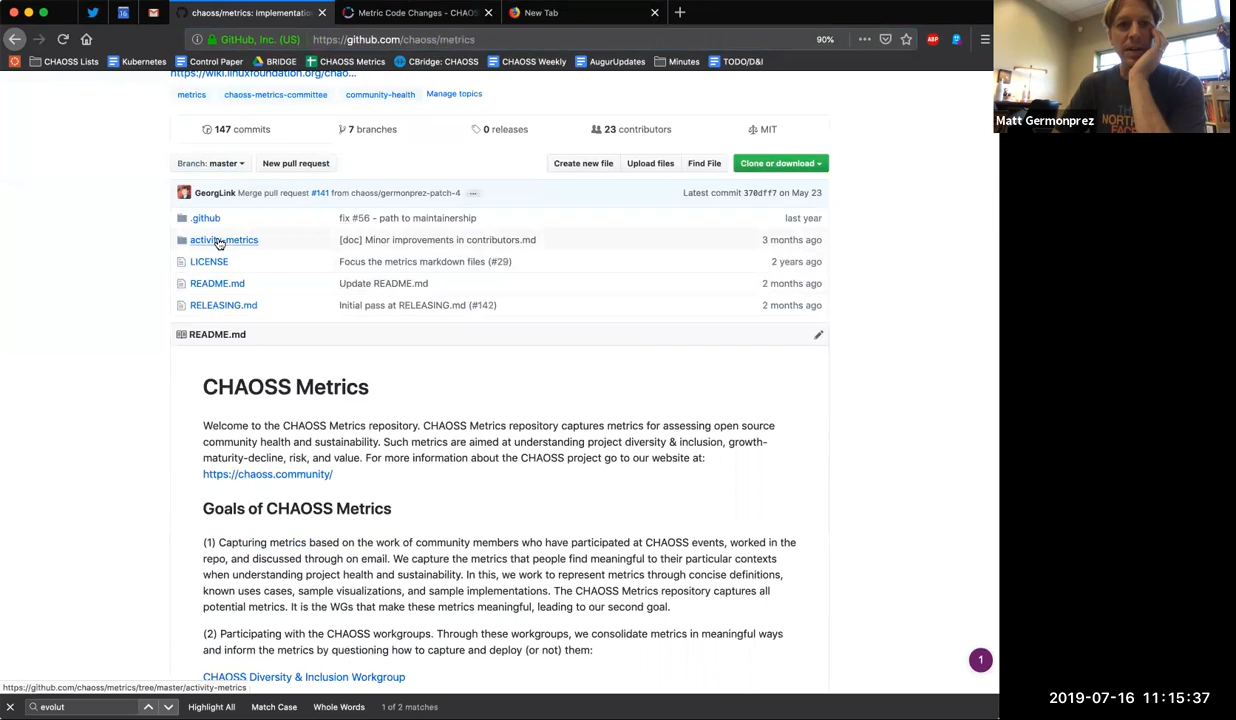 chaoss/metrics: implementatio
Metric Code Changes - CHAO
New Tab
GitHub, Inc. (US)
https://github.com/chaoss/metrics
90%
ABP
CHAOSS Lists
Kubernetes
Control Paper
BRIDGE
CHAOSS Metrics
CBridge: CHAOSS
CHAOSS Weekly
AugurUpdates
Minutes
TODO/D&I
Matt Germonprez
https://wiki.linuxfoundation.org/chao...
metrics chaoss-metrics-committee community-health Manage topics
147 commits 7 branches 0 releases 23 contributors MIT
Branch: master New pull request Create new file Upload files Find File Clone or download
GeorgLink Merge pull request #141 from chaoss/germonprez-patch-4 ... Latest commit 370dff7 on May 23
.github fix #56 - path to maintainership last year
activity-metrics [doc] Minor improvements in contributors.md 3 months ago
LICENSE Focus the metrics markdown files (#29) 2 years ago
README.md Update README.md 2 months ago
RELEASING.md Initial pass at RELEASING.md (#142) 2 months ago
README.md
CHAOSS Metrics
Welcome to the CHAOSS Metrics repository. CHAOSS Metrics repository captures metrics for assessing open source
community health and sustainability. Such metrics are aimed at understanding project diversity & inclusion, growth-
maturity-decline, risk, and value. For more information about the CHAOSS project go to our website at:
https://chaoss.community/
Goals of CHAOSS Metrics
(1) Capturing metrics based on the work of community members who have participated at CHAOSS events, worked in the
repo, and discussed through on email. We capture the metrics that people find meaningful to their particular contexts
when understanding project health and sustainability. In this, we work to represent metrics through concise definitions,
known uses cases, sample visualizations, and sample implementations. The CHAOSS Metrics repository captures all
potential metrics. It is the WGs that make these metrics meaningful, leading to our second goal.
(2) Participating with the CHAOSS workgroups. Through these workgroups, we consolidate metrics in meaningful ways
and inform the metrics by questioning how to capture and deploy (or not) them:
CHAOSS Diversity & Inclusion Workgroup
1
https://github.com/chaoss/metrics/tree/master/activity-metrics
evolut Highlight All Match Case Whole Words 1 of 2 matches
2019-07-16 11:15:37